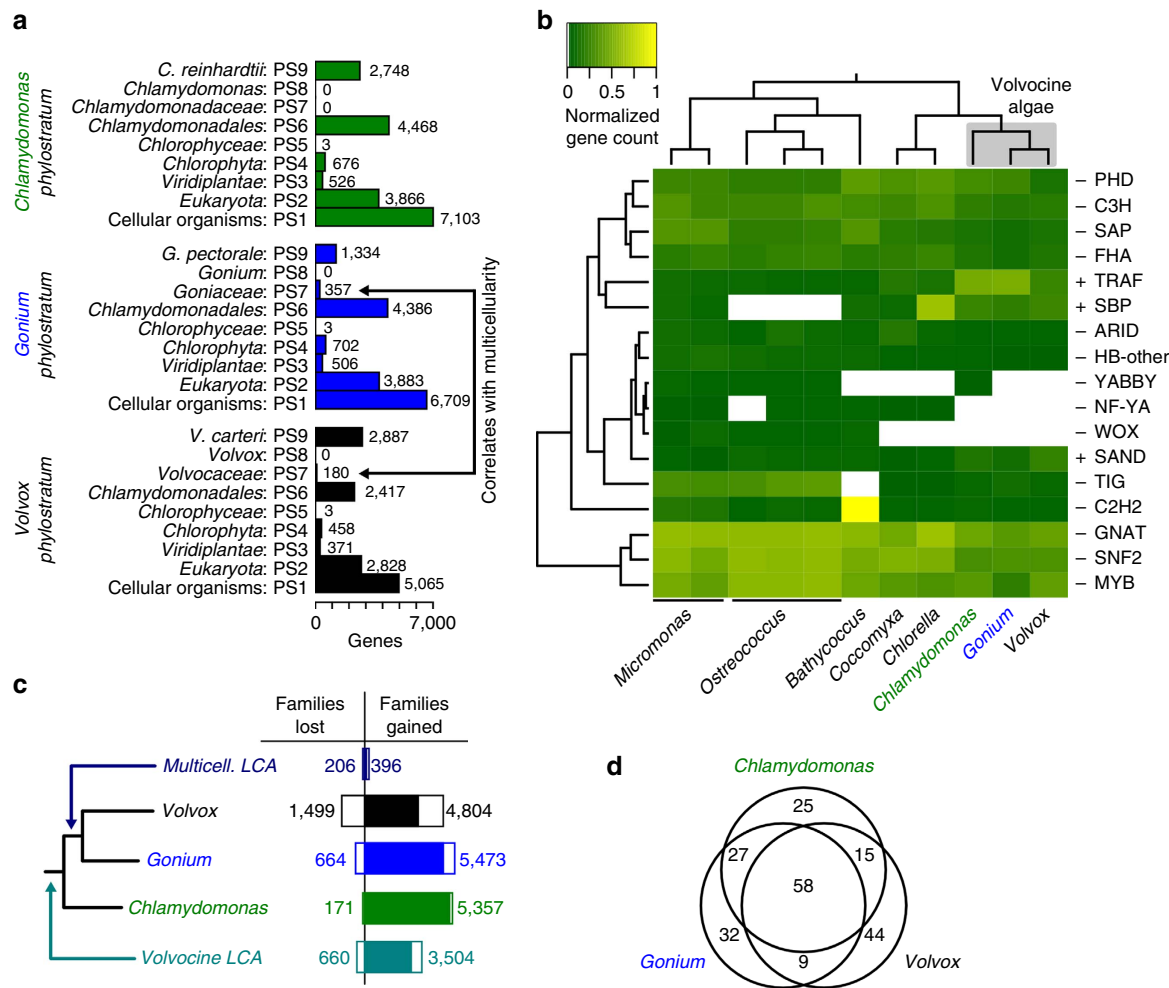 a
Chlamydomonas
phylostratum
C. reinhardtii: PS9 2,748
Chlamydomonas: PS8 0
Chlamydomonadaceae: PS7 0
Chlamydomonadales: PS6 4,468
Chlorophyceae: PS5 3
Chlorophyta: PS4 676
Viridiplantae: PS3 526
Eukaryota: PS2 3,866
Cellular organisms: PS1 7,103
Gonium
phylostratum
G. pectorale: PS9 1,334
Gonium: PS8 0
Goniaceae: PS7 357
Chlamydomonadales: PS6 4,386
Chlorophyceae: PS5 3
Chlorophyta: PS4 702
Viridiplantae: PS3 506
Eukaryota: PS2 3,883
Cellular organisms: PS1 6,709
Volvox
phylostratum
V. carteri: PS9 2,887
Volvox: PS8 0
Volvocaceae: PS7 180
Chlamydomonadales: PS6 2,417
Chlorophyceae: PS5 3
Chlorophyta: PS4 458
Viridiplantae: PS3 371
Eukaryota: PS2 2,828
Cellular organisms: PS1 5,065
0 7,000
Genes
Correlates with multicellularity
b
0 0.5 1
Normalized
gene count
Volvocine
algae
– PHD
– C3H
– SAP
– FHA
+ TRAF
+ SBP
– ARID
– HB-other
– YABBY
– NF-YA
– WOX
+ SAND
– TIG
– C2H2
– GNAT
– SNF2
– MYB
Micromonas
Ostreococcus
Bathycoccus
Coccomyxa
Chlorella
Chlamydomonas
Gonium
Volvox
c
Families
lost
Families
gained
Multicell. LCA 206 396
Volvox 1,499 4,804
Gonium 664 5,473
Chlamydomonas 171 5,357
Volvocine LCA 660 3,504
d
Chlamydomonas
25
27 15
58
32 44
9
Gonium Volvox